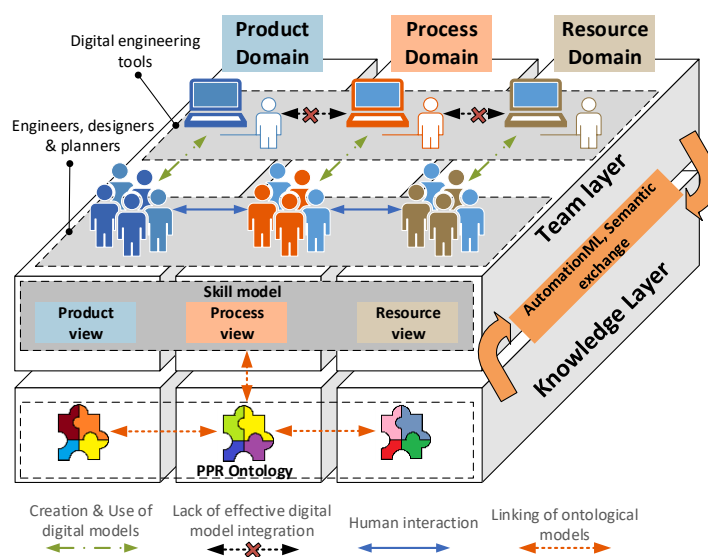 Product
Domain
Process
Domain
Resource
Domain
Digital engineering
tools
Engineers, designers
& planners
Team layer
AutomationML, Semantic
exchange
Knowledge Layer
Skill model
Product
view
Process
view
Resource
view
PPR Ontology
Creation & Use of
digital models
Lack of effective digital
model integration
Human interaction
Linking of ontological
models